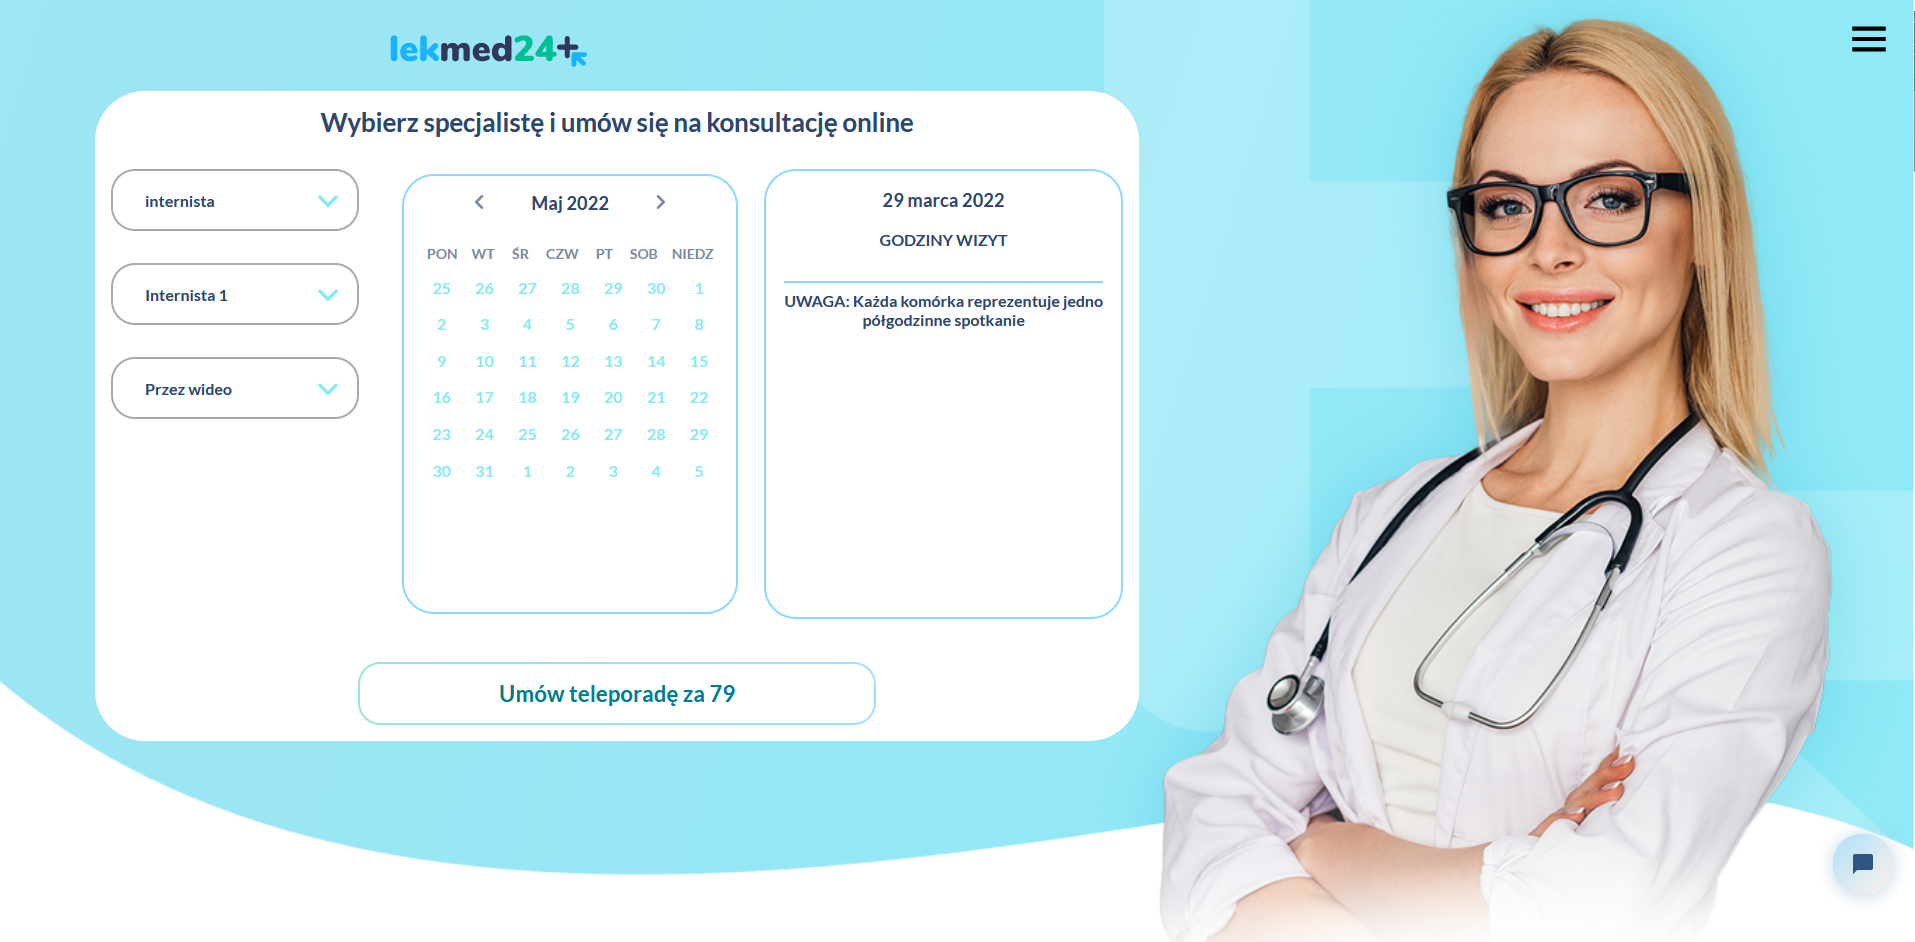 lekmed24+
Wybierz specjalistę i umów się na konsultację online
internista
Internista 1
Przez wideo
Maj 2022
PON WT ŚR CZW PT SOB NIEDZ
25 26 27 28 29 30 1
2 3 4 5 6 7 8
9 10 11 12 13 14 15
16 17 18 19 20 21 22
23 24 25 26 27 28 29
30 31 1 2 3 4 5
29 marca 2022
GODZINY WIZYT
UWAGA: Każda komórka reprezentuje jedno
półgodzinne spotkanie
Umów teleporadę za 79